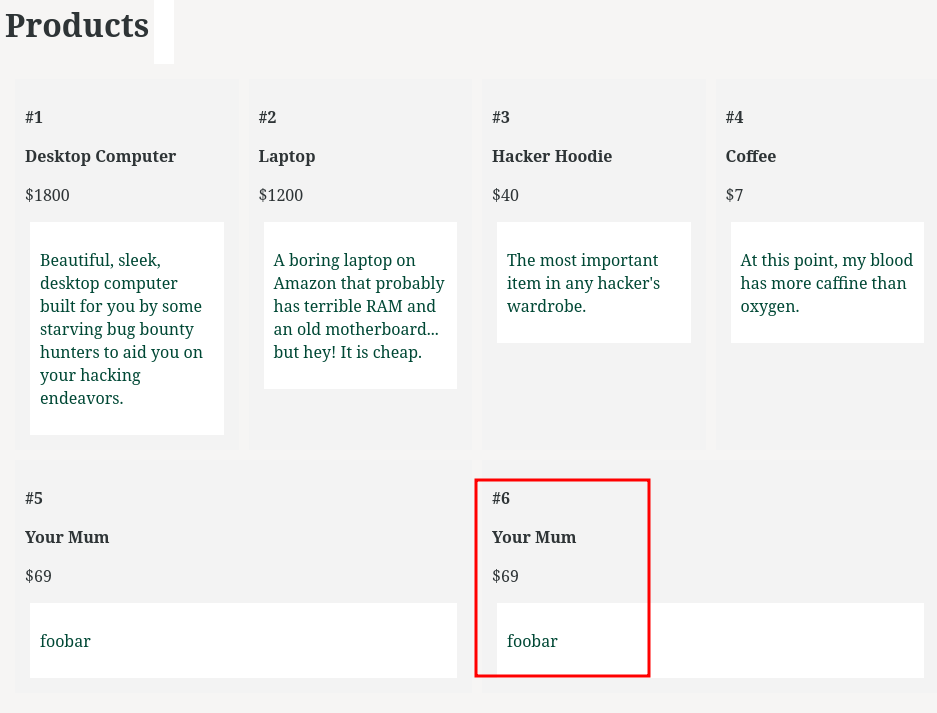 Products
#1
Desktop Computer
$1800
Beautiful, sleek,
desktop computer
built for you by some
starving bug bounty
hunters to aid you on
your hacking
endeavors.
#2
Laptop
$1200
A boring laptop on
Amazon that probably
has terrible RAM and
an old motherboard...
but hey! It is cheap.
#3
Hacker Hoodie
$40
The most important
item in any hacker's
wardrobe.
#4
Coffee
$7
At this point, my blood
has more caffine than
oxygen.
#5
Your Mum
$69
foobar
#6
Your Mum
$69
foobar